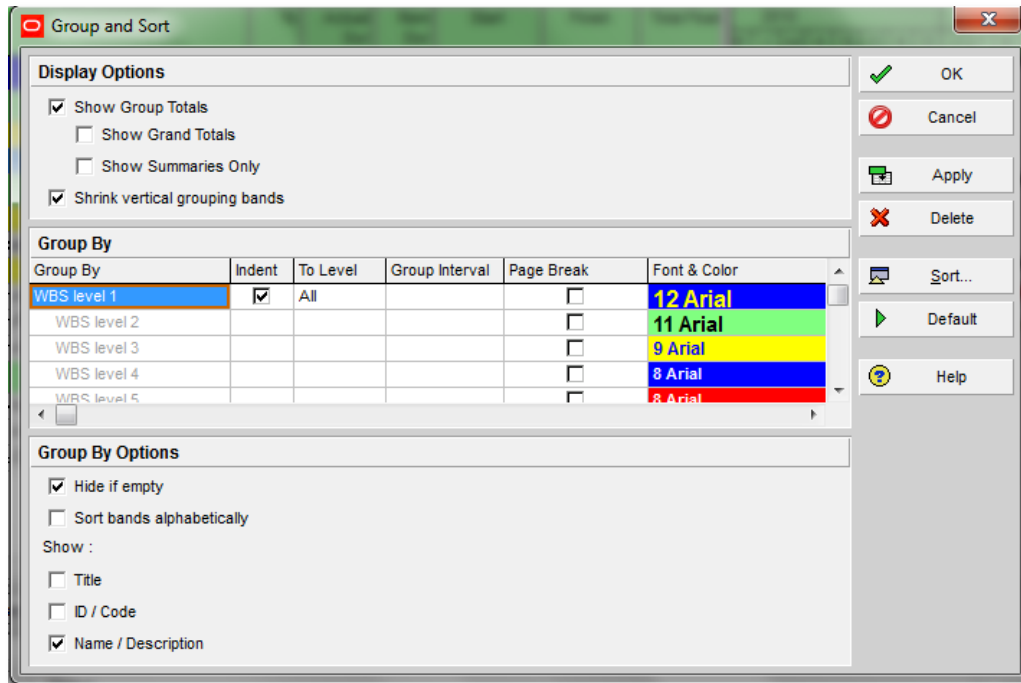 Group and Sort
Display Options
Show Group Totals
Show Grand Totals
Show Summaries Only
Shrink vertical grouping bands
Group By
Group By Indent To Level Group Interval Page Break Font & Color
WBS level 1 All 12 Arial
WBS level 2 11 Arial
WBS level 3 9 Arial
WBS level 4 8 Arial
WBS level 5 8 Arial
Group By Options
Hide if empty
Sort bands alphabetically
Show :
Title
ID / Code
Name / Description
OK
Cancel
Apply
Delete
Sort...
Default
Help